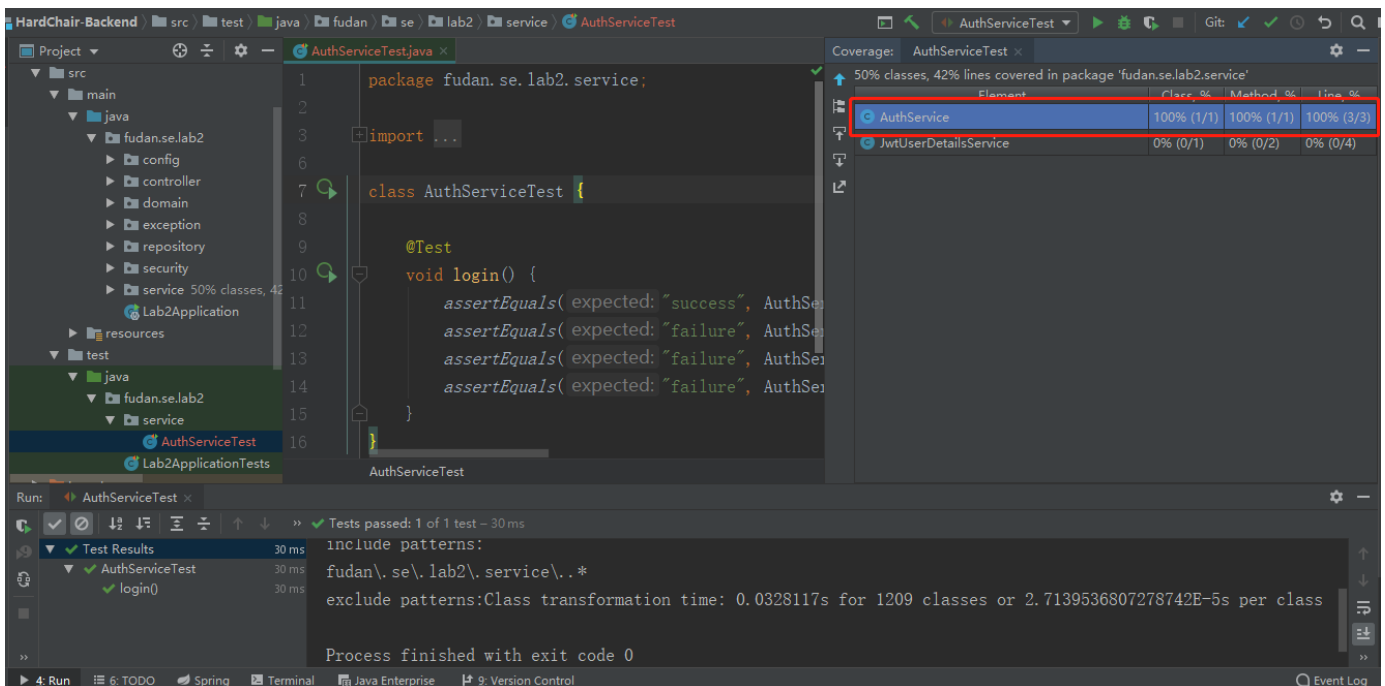 HardChair-Backend src test java fudan se lab2 service AuthServiceTest AuthServiceTest Git:
Project
AuthServiceTest.java
Coverage: AuthServiceTest
src
main
java
fudan.se.lab2
config
controller
domain
exception
repository
security
service 50% classes, 42
Lab2Application
resources
test
java
fudan.se.lab2
service
AuthServiceTest
Lab2ApplicationTests
1 package fudan.se.lab2.service;
2
3 import ...
6
7 class AuthServiceTest {
8
9 @Test
10 void login() {
11 assertEquals( expected: "success", AuthSe
12 assertEquals( expected: "failure", AuthSe
13 assertEquals( expected: "failure", AuthSe
14 assertEquals( expected: "failure", AuthSe
15 }
16 }
AuthServiceTest
50% classes, 42% lines covered in package 'fudan.se.lab2.service'
Element Class, % Method, % Line, %
AuthService 100% (1/1) 100% (1/1) 100% (3/3)
JwtUserDetailsService 0% (0/1) 0% (0/2) 0% (0/4)
Run: AuthServiceTest
Tests passed: 1 of 1 test – 30 ms
Test Results 30 ms
AuthServiceTest 30 ms
login() 30 ms
include patterns:
fudan\.se\.lab2\.service\..*
exclude patterns:Class transformation time: 0.0328117s for 1209 classes or 2.7139536807278742E-5s per class
Process finished with exit code 0
4: Run 6: TODO Spring Terminal Java Enterprise 9: Version Control Event Log